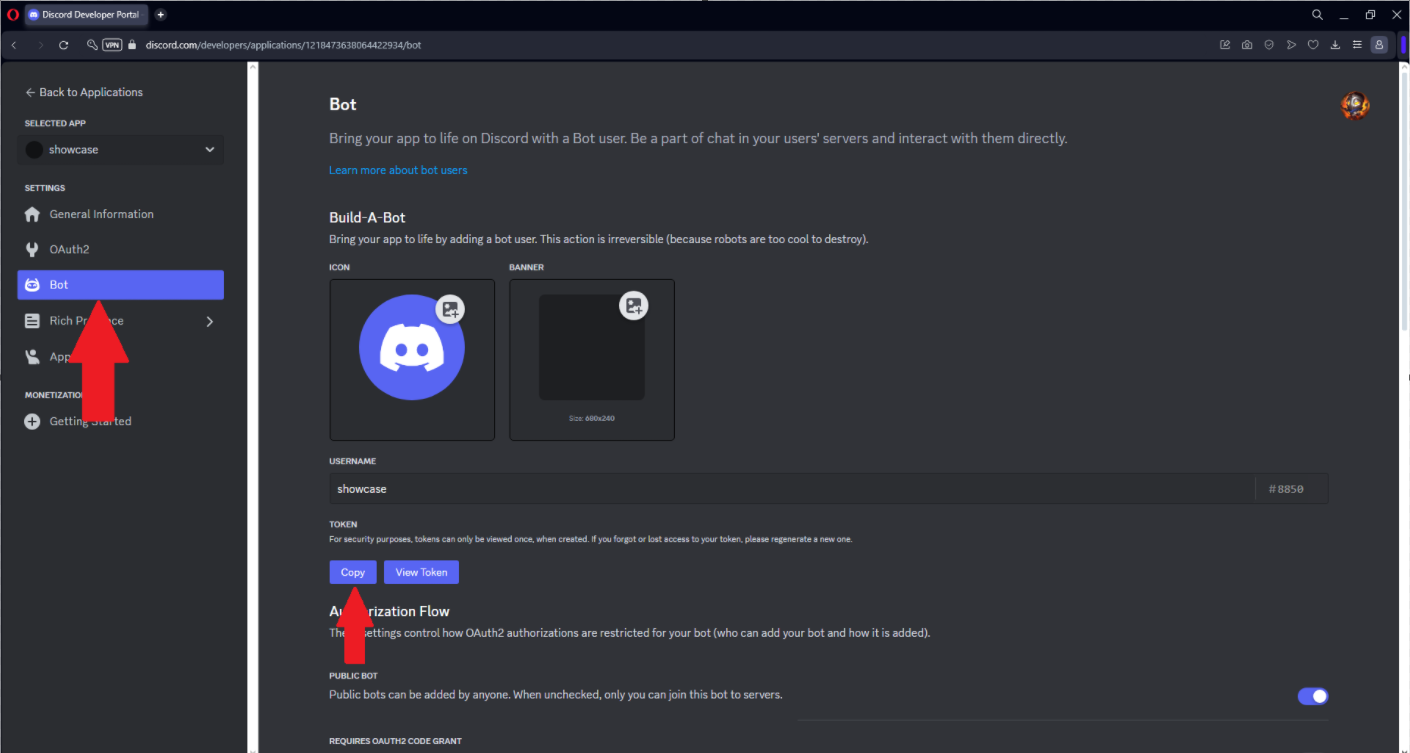 Discord Developer Portal
VPN discord.com/developers/applications/1218473638064422934/bot
Back to Applications
SELECTED APP
showcase
SETTINGS
General Information
OAuth2
Bot
Rich
App
MONETIZATION
Getting Started
Bot
Bring your app to life on Discord with a Bot user. Be a part of chat in your users' servers and interact with them directly.
Learn more about bot users
Build-A-Bot
Bring your app to life by adding a bot user. This action is irreversible (because robots are too cool to destroy).
ICON
BANNER
Size: 680x240
USERNAME
showcase
#8850
TOKEN
For security purposes, tokens can only be viewed once, when created. If you forgot or lost access to your token, please regenerate a new one.
Copy
View Token
Authorization Flow
These settings control how OAuth2 authorizations are restricted for your bot (who can add your bot and how it is added).
PUBLIC BOT
Public bots can be added by anyone. When unchecked, only you can join this bot to servers.
REQUIRES OAUTH2 CODE GRANT